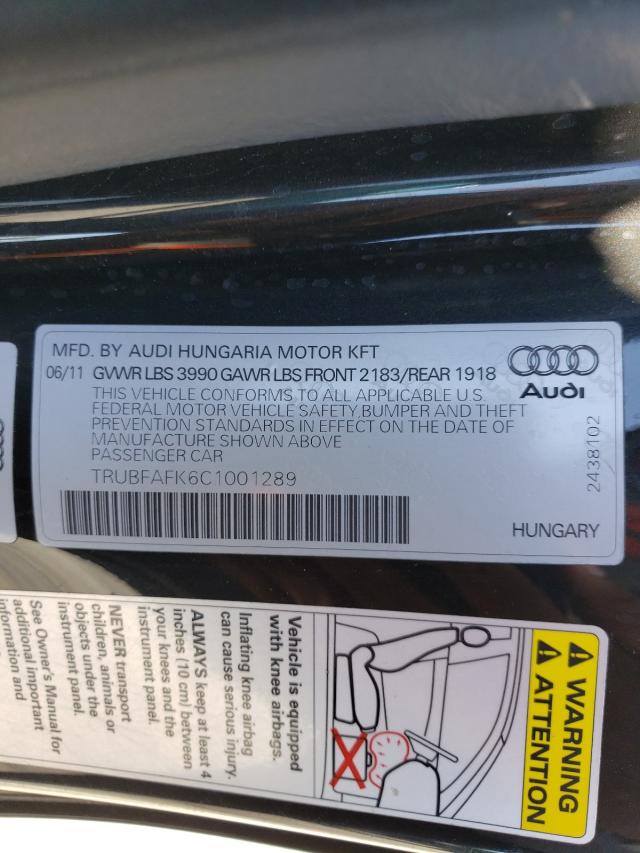 MFD. BY AUDI HUNGARIA MOTOR KFT
06/11 GVWR LBS 3990 GAWR LBS FRONT 2183/REAR 1918
THIS VEHICLE CONFORMS TO ALL APPLICABLE U.S
FEDERAL MOTOR VEHICLE SAFETY,BUMPER AND THEFT
PREVENTION STANDARDS IN EFFECT ON THE DATE OF
MANUFACTURE SHOWN ABOVE
PASSENGER CAR
TRUBFAFK6C1001289
Audi
2438102
HUNGARY
WARNING
ATTENTION
Vehicle is equipped
with knee airbags.
Inflating knee airbag
can cause serious injury.
ALWAYS keep at least 4
inches (10 cm) between
your knees and the
instrument panel.
NEVER transport
children, animals or
objects under the
instrument panel.
See Owner's Manual for
additional important
information and